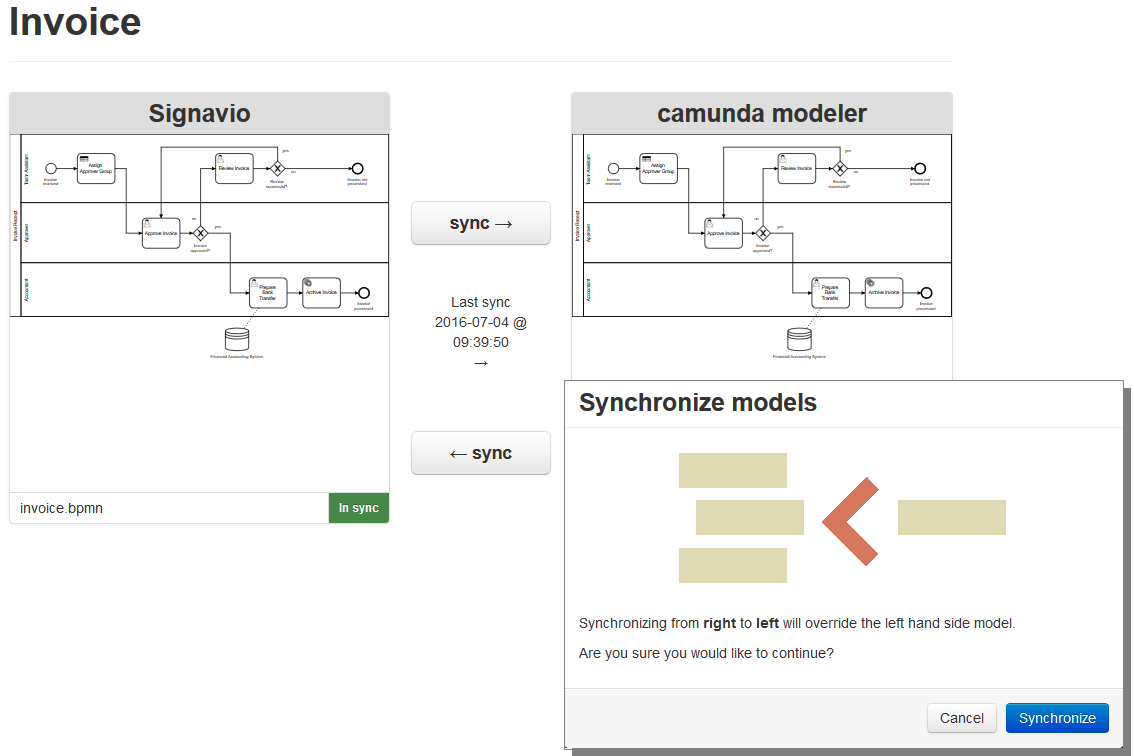 Invoice
Signavio
Invoice Receipt
Team Assistant
Approver
Accountant
Invoice
received
Assign
Approver Group
Review Invoice
yes
no
Review
successful?
Invoice not
processed
Approve Invoice
no
yes
Invoice
approved?
Prepare
Bank
Transfer
Archive Invoice
Invoice
processed
Financial Accounting System
invoice.bpmn
In sync
sync →
Last sync
2016-07-04 @
09:39:50
→
← sync
camunda modeler
Invoice Receipt
Team Assistant
Approver
Accountant
Invoice
received
Assign
Approver Group
Review Invoice
yes
no
Review
successful?
Invoice not
processed
Approve Invoice
no
yes
Invoice
approved?
Prepare
Bank
Transfer
Archive Invoice
Invoice
processed
Financial Accounting System
Synchronize models
Synchronizing from right to left will override the left hand side model.
Are you sure you would like to continue?
Cancel
Synchronize